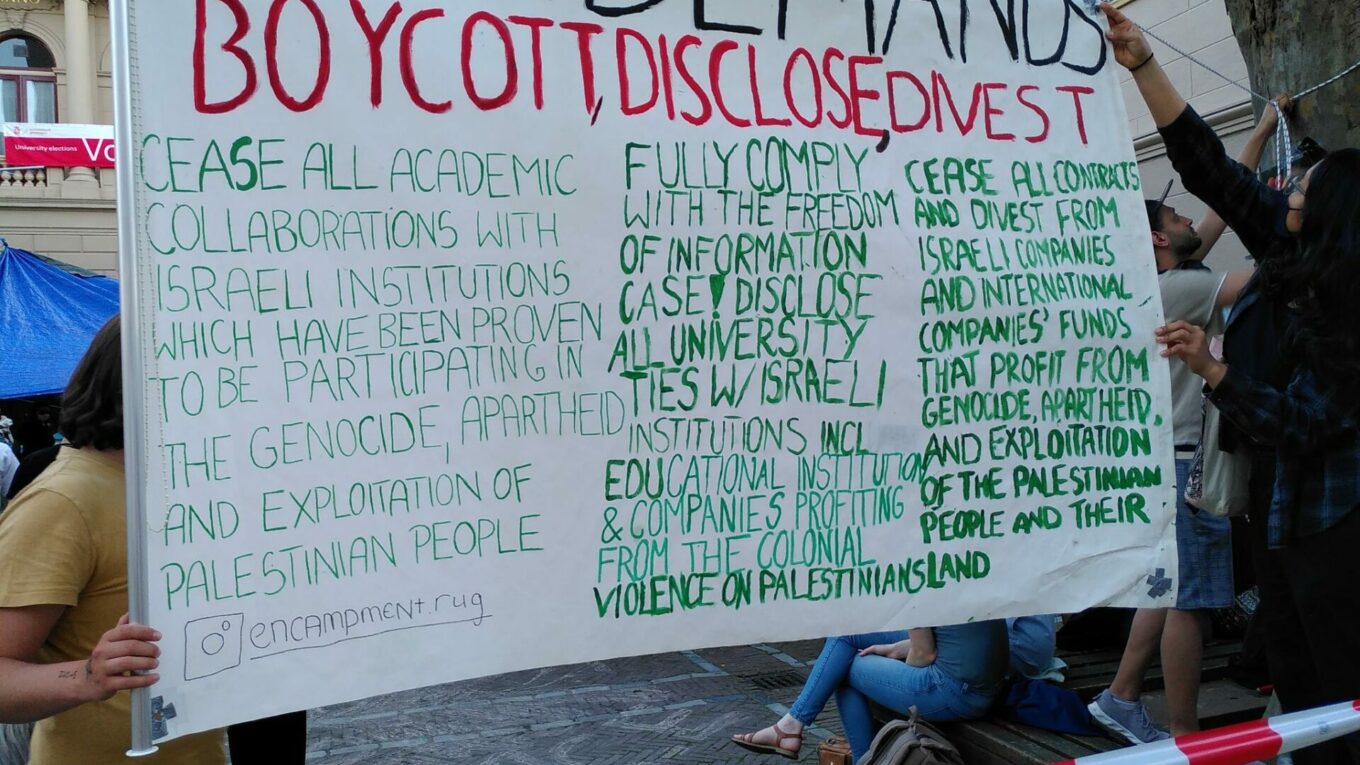 DEMANDS
BOYCOTT, DISCLOSE, DIVEST
CEASE ALL ACADEMIC
COLLABORATIONS WITH
ISRAELI INSTITUTIONS
WHICH HAVE BEEN PROVEN
TO BE PARTICIPATING IN
THE GENOCIDE, APARTHEID
AND EXPLOITATION OF
PALESTINIAN PEOPLE
encampment.rug
FULLY COMPLY
WITH THE FREEDOM
OF INFORMATION
CASE! DISCLOSE
ALL UNIVERSITY
TIES W/ ISRAELI
INSTITUTIONS INCL
EDUCATIONAL INSTITUTION
& COMPANIES PROFITING
FROM THE COLONIAL
VIOLENCE ON PALESTINIANS LAND
CEASE ALL CONTRACTS
AND DIVEST FROM
ISRAELI COMPANIES
AND INTERNATIONAL
COMPANIES' FUNDS
THAT PROFIT FROM
GENOCIDE, APARTHEID,
AND EXPLOITATION
OF THE PALESTINIAN
PEOPLE AND THEIR
University elections